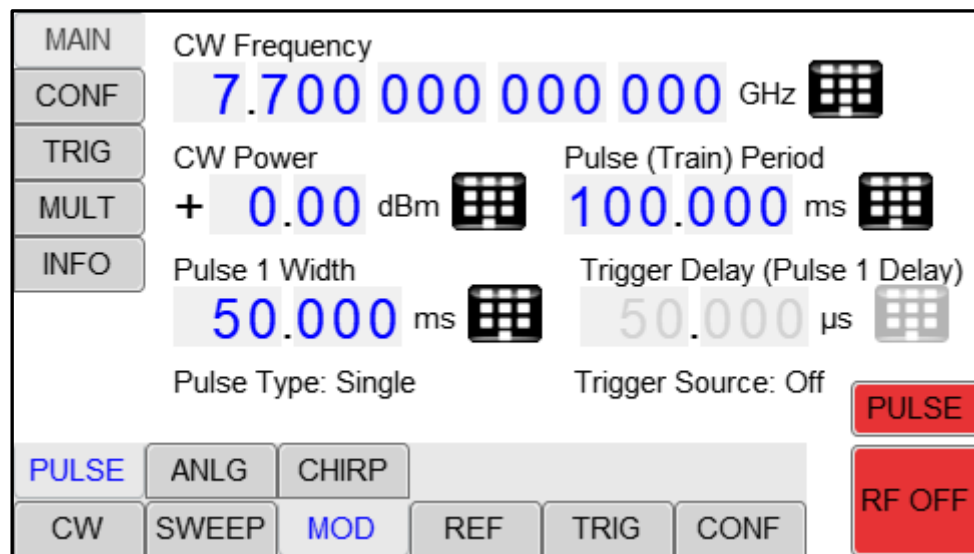 MAIN
CONF
TRIG
MULT
INFO
CW Frequency
7.700 000 000 000 GHz
CW Power
+ 0.00 dBm
Pulse (Train) Period
100.000 ms
Pulse 1 Width
50.000 ms
Trigger Delay (Pulse 1 Delay)
50.000 µs
Pulse Type: Single
Trigger Source: Off
PULSE
RF OFF
PULSE ANLG CHIRP
CW SWEEP MOD REF TRIG CONF